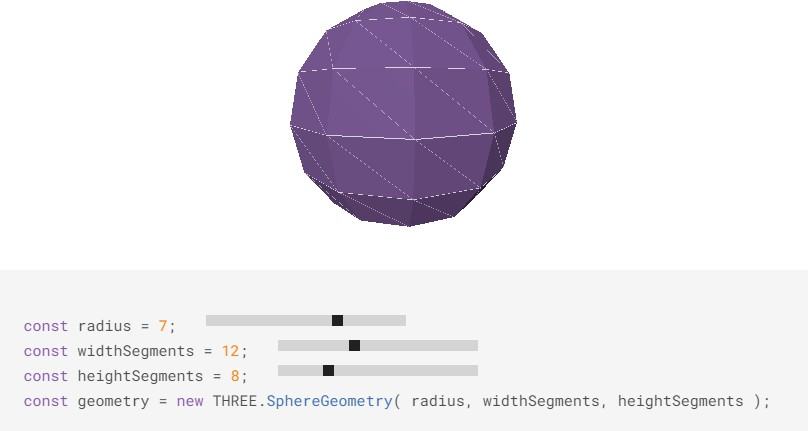 const radius = 7;
const widthSegments = 12;
const heightSegments = 8;
const geometry = new THREE.SphereGeometry( radius, widthSegments, heightSegments );